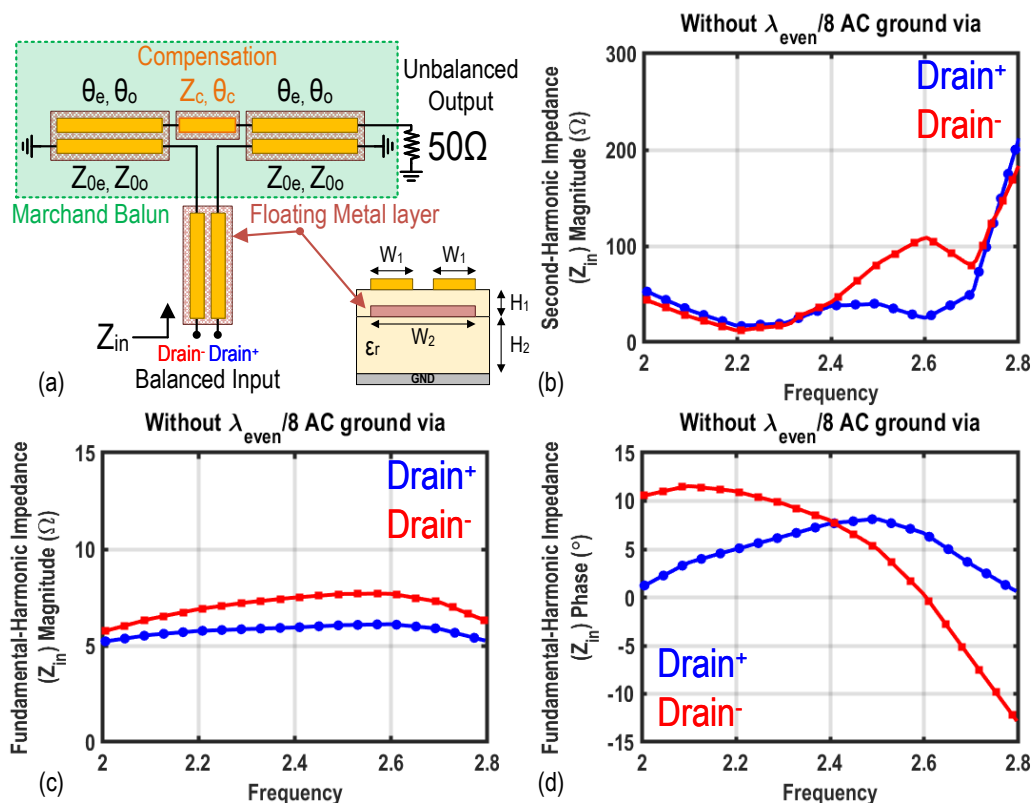 Compensation
θe, θo
Zc, θc
θe, θo
Unbalanced
Output
50Ω
Z0e, Z0o
Z0e, Z0o
Marchand Balun
Floating Metal layer
W1
W1
H1
W2
H2
εr
GND
Zin
Drain-
Drain+
Balanced Input
(a)
Without λeven/8 AC ground via
Second-Harmonic Impedance
(Zin) Magnitude (Ω)
300
200
100
0
Drain+
Drain-
2
2.2
2.4
2.6
2.8
Frequency
(b)
Without λeven/8 AC ground via
Fundamental-Harmonic Impedance
(Zin) Magnitude (Ω)
15
10
5
0
Drain+
Drain-
2
2.2
2.4
2.6
2.8
Frequency
(c)
Without λeven/8 AC ground via
Fundamental-Harmonic Impedance
(Zin) Phase (°)
15
10
5
0
-5
-10
-15
Drain+
Drain-
2
2.2
2.4
2.6
2.8
Frequency
(d)